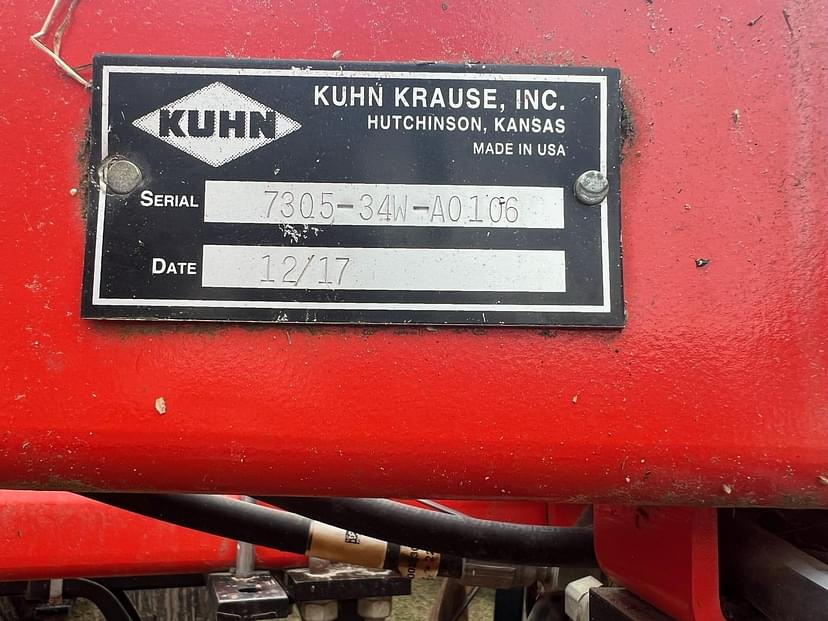 KUHN
KUHN KRAUSE, INC.
HUTCHINSON, KANSAS
MADE IN USA
SERIAL 7305-34W-A0106
DATE 12/17